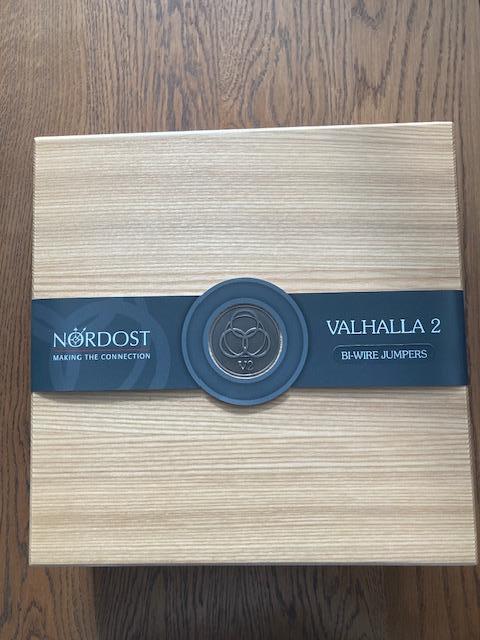 NORDOST
MAKING THE CONNECTION
V2
VALHALLA 2
BI-WIRE JUMPERS